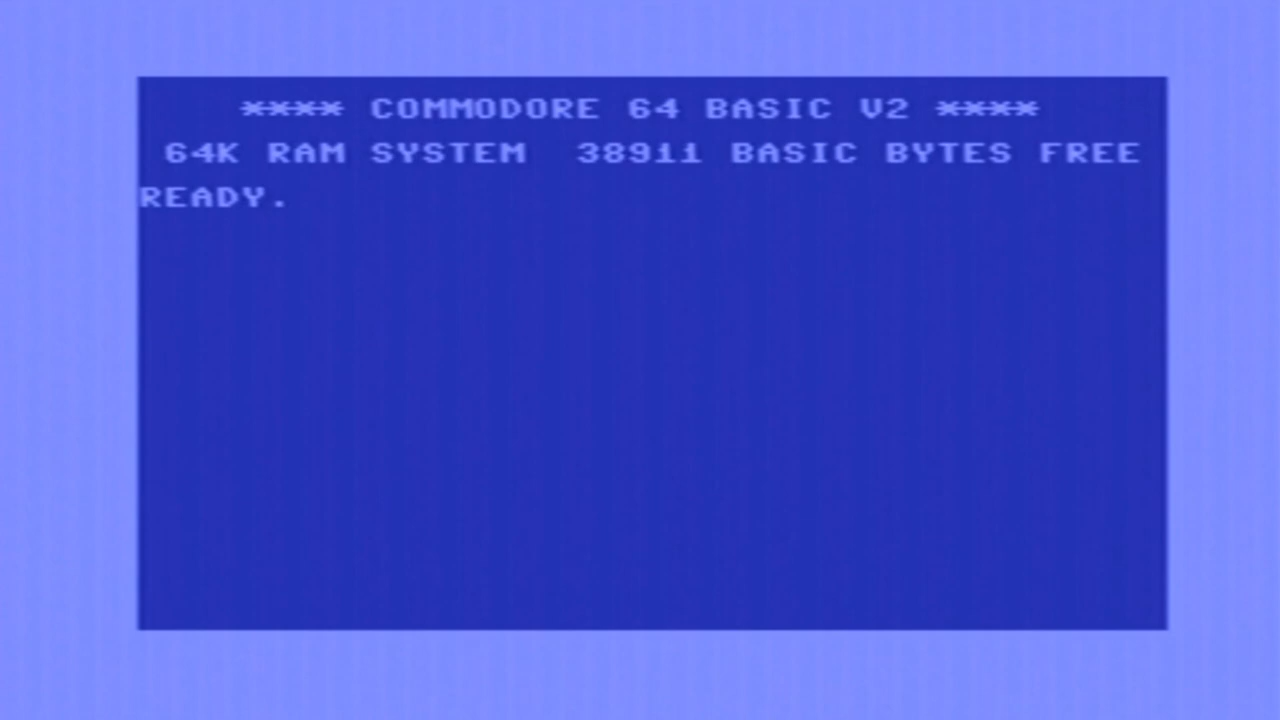 **** COMMODORE 64 BASIC V2 ****
64K RAM SYSTEM  38911 BASIC BYTES FREE
READY.